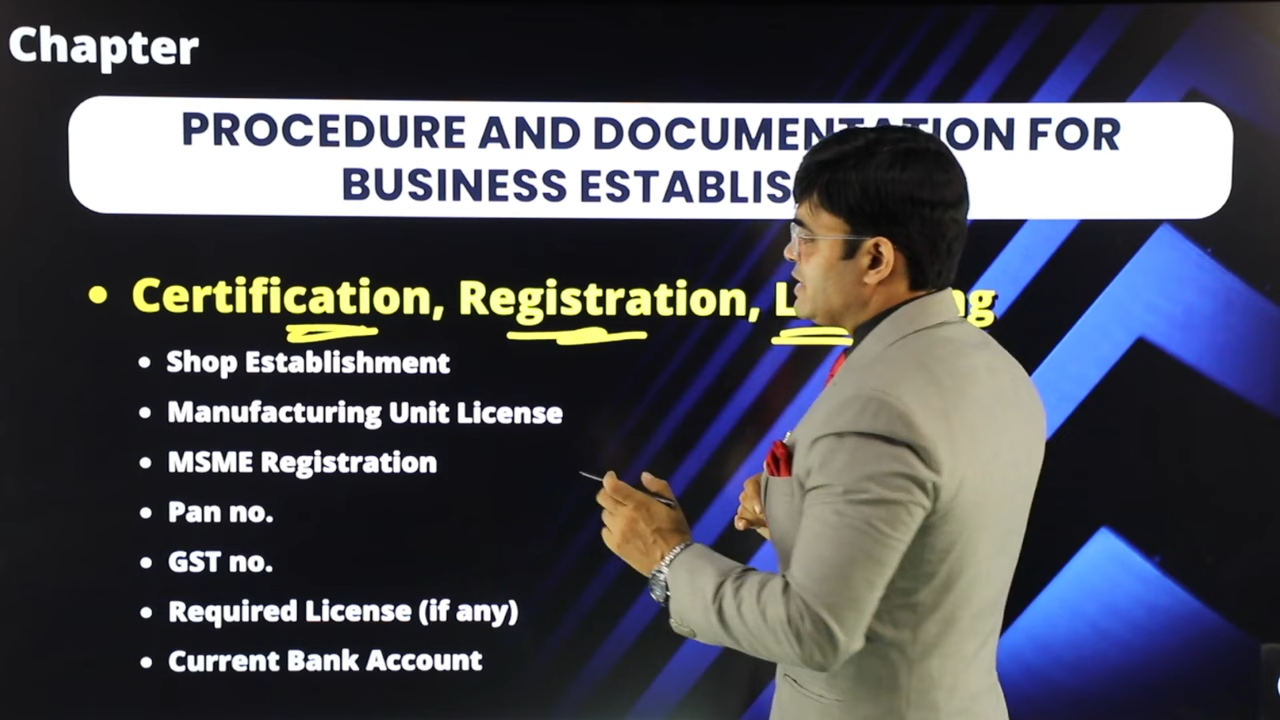 Chapter
PROCEDURE AND DOCUMENTATION FOR
BUSINESS
• Certification, Registration,
• Shop Establishment
• Manufacturing Unit License
• MSME Registration
• Pan no.
• GST no.
• Required License (if any)
• Current Bank Account